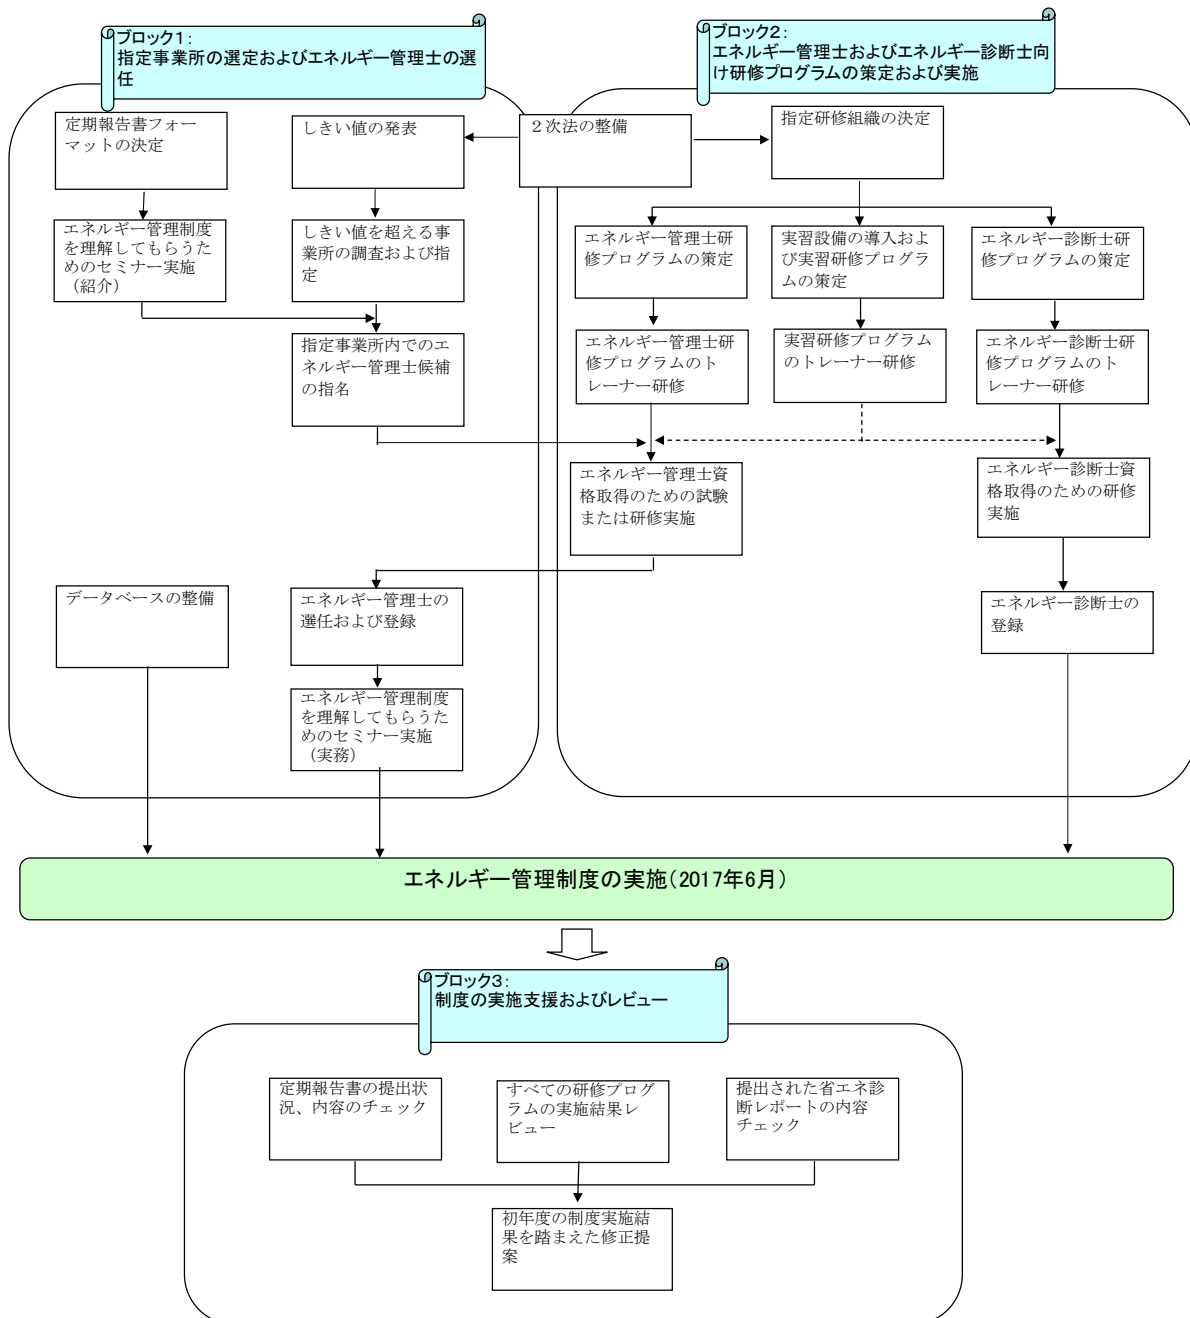 ブロック1：
指定事業所の選定およびエネルギー管理士の選
任
ブロック2：
エネルギー管理士およびエネルギー診断士向
け研修プログラムの策定および実施
定期報告書フォー
マットの決定
しきい値の発表
２次法の整備
指定研修組織の決定
エネルギー管理制度
を理解してもらうた
めのセミナー実施
（紹介）
しきい値を超える事
業所の調査および指
定
エネルギー管理士研
修プログラムの策定
実習設備の導入およ
び実習研修プログラ
ムの策定
エネルギー診断士研
修プログラムの策定
指定事業所内でのエ
ネルギー管理士候補
の指名
エネルギー管理士研
修プログラムのト
レーナー研修
実習研修プログラム
のトレーナー研修
エネルギー診断士研
修プログラムのト
レーナー研修
エネルギー管理士資
格取得のための試験
または研修実施
エネルギー診断士資
格取得のための研修
実施
データベースの整備
エネルギー管理士の
選任および登録
エネルギー診断士の
登録
エネルギー管理制度
を理解してもらうた
めのセミナー実施
（実務）
エネルギー管理制度の実施（2017年6月）
ブロック3：
制度の実施支援およびレビュー
定期報告書の提出状
況、内容のチェック
すべての研修プログ
ラムの実施結果レ
ビュー
提出された省エネ診
断レポートの内容
チェック
初年度の制度実施結
果を踏まえた修正提
案